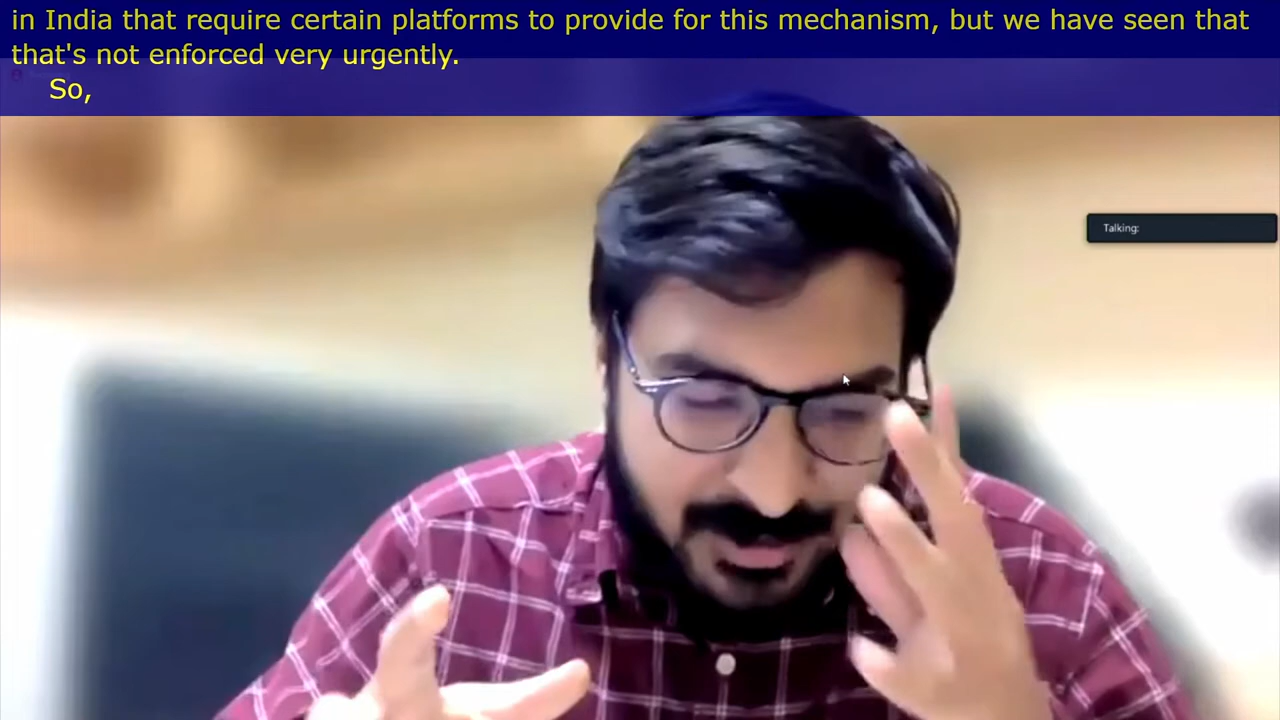 in India that require certain platforms to provide for this mechanism, but we have seen that
that's not enforced very urgently.
So,
Talking: